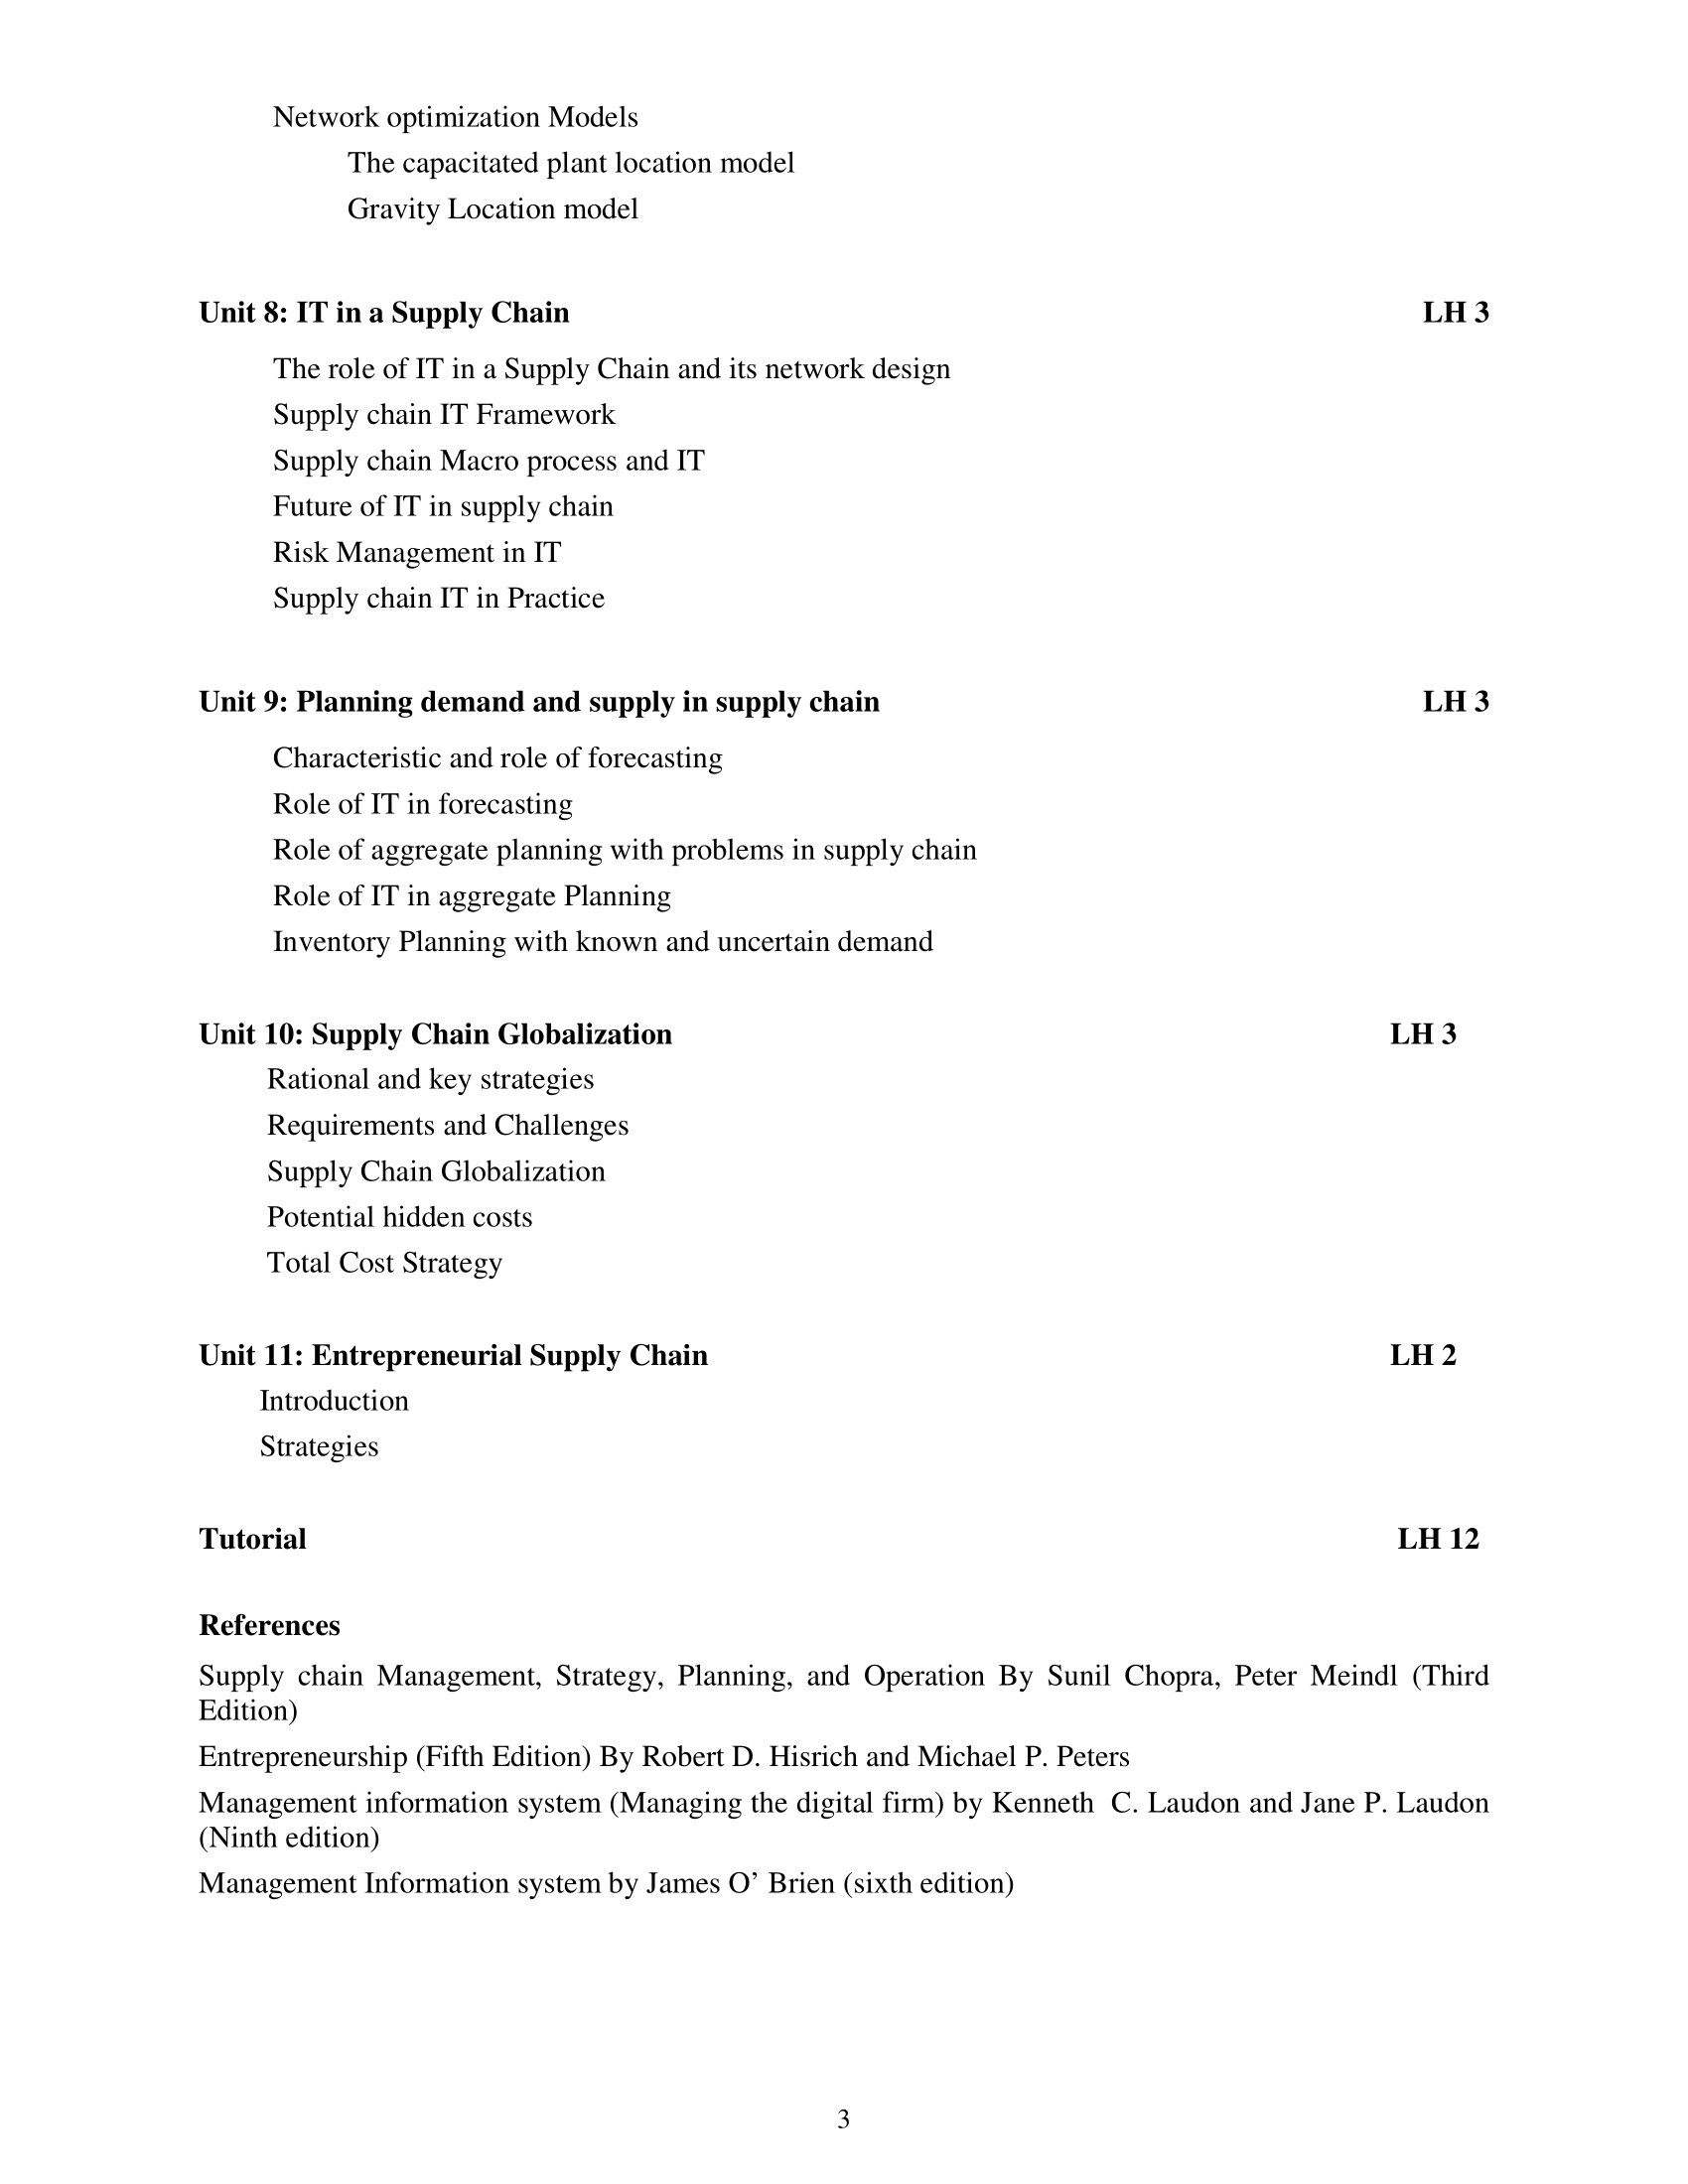 Network optimization Models
The capacitated plant location model
Gravity Location model
Unit 8: IT in a Supply Chain LH 3
The role of IT in a Supply Chain and its network design
Supply chain IT Framework
Supply chain Macro process and IT
Future of IT in supply chain
Risk Management in IT
Supply chain IT in Practice
Unit 9: Planning demand and supply in supply chain LH 3
Characteristic and role of forecasting
Role of IT in forecasting
Role of aggregate planning with problems in supply chain
Role of IT in aggregate Planning
Inventory Planning with known and uncertain demand
Unit 10: Supply Chain Globalization LH 3
Rational and key strategies
Requirements and Challenges
Supply Chain Globalization
Potential hidden costs
Total Cost Strategy
Unit 11: Entrepreneurial Supply Chain LH 2
Introduction
Strategies
Tutorial LH 12
References
Supply chain Management, Strategy, Planning, and Operation By Sunil Chopra, Peter Meindl (Third
Edition)
Entrepreneurship (Fifth Edition) By Robert D. Hisrich and Michael P. Peters
Management information system (Managing the digital firm) by Kenneth C. Laudon and Jane P. Laudon
(Ninth edition)
Management Information system by James O’ Brien (sixth edition)
3